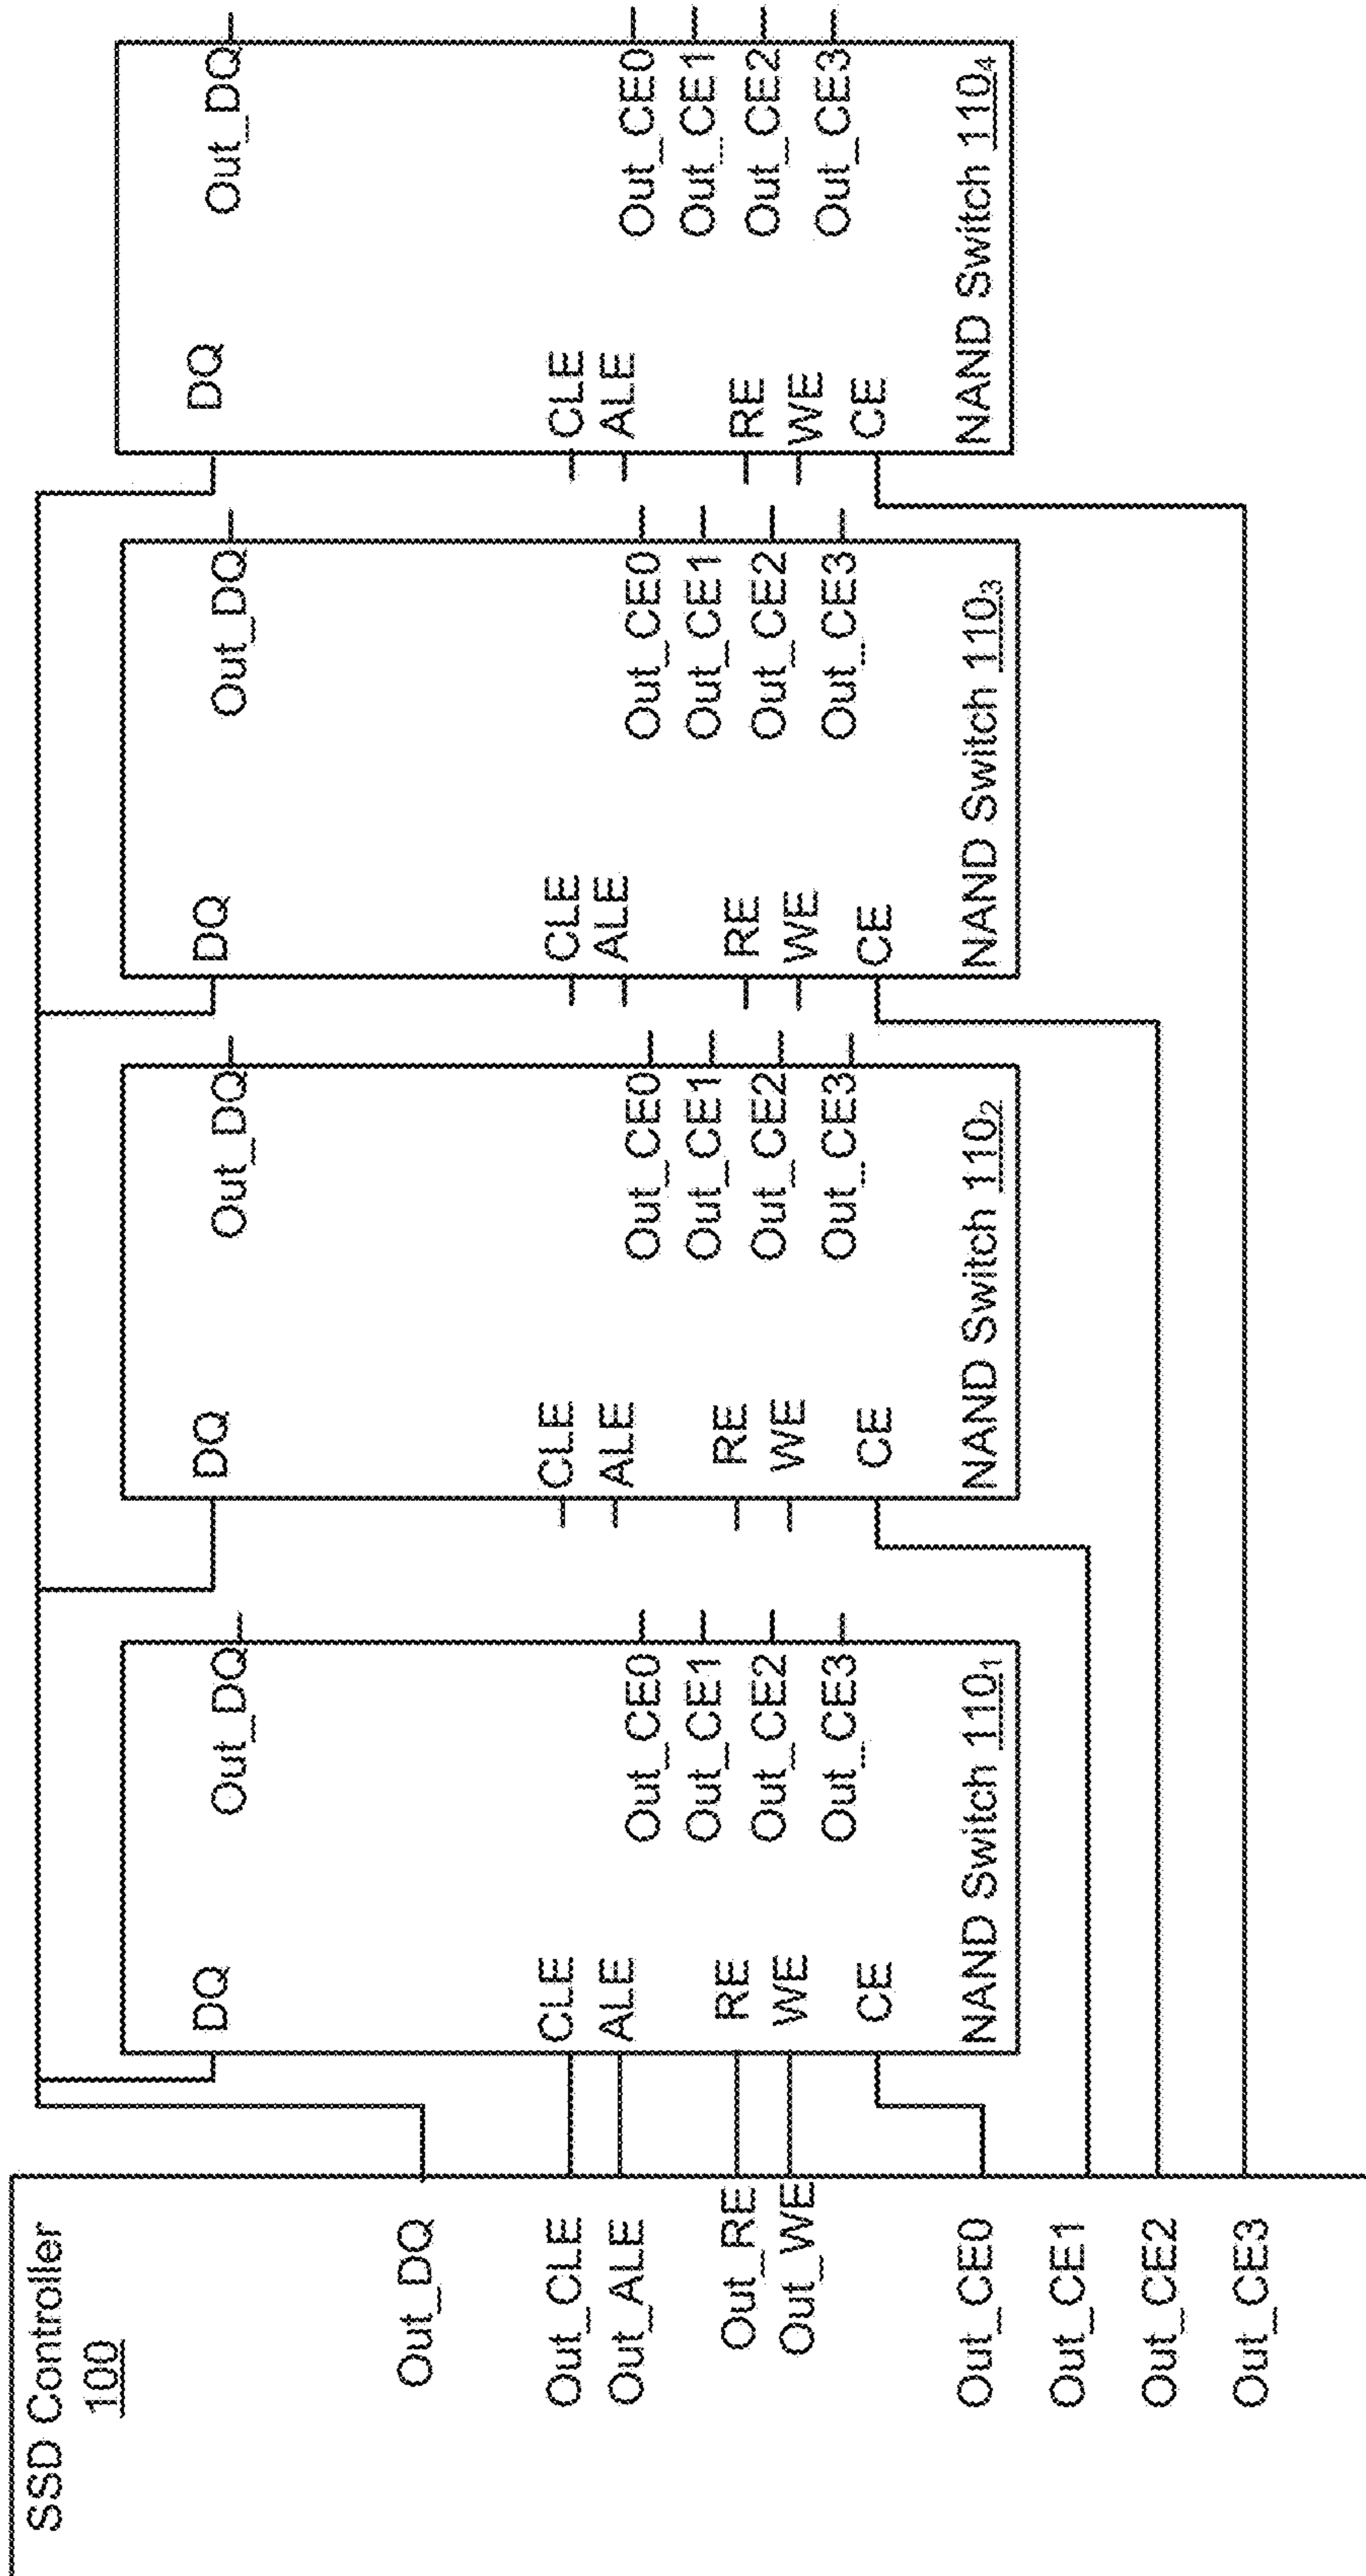 SSD Controller
100
Out_DQ
Out_CLE
Out_ALE
Out_RE
Out_WE
Out_CE0
Out_CE1
Out_CE2
Out_CE3
DQ
Out_DQ
CLE
ALE
RE
WE
CE
Out_CE0
Out_CE1
Out_CE2
Out_CE3
NAND Switch 110₁
DQ
Out_DQ
CLE
ALE
RE
WE
CE
Out_CE0
Out_CE1
Out_CE2
Out_CE3
NAND Switch 110₂
DQ
Out_DQ
CLE
ALE
RE
WE
CE
Out_CE0
Out_CE1
Out_CE2
Out_CE3
NAND Switch 110₃
DQ
Out_DQ
CLE
ALE
RE
WE
CE
Out_CE0
Out_CE1
Out_CE2
Out_CE3
NAND Switch 110₄